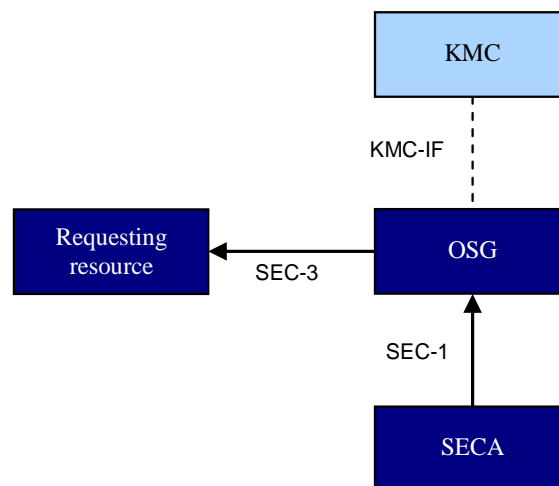 KMC
KMC-IF
Requesting
resource
OSG
SEC-3
SEC-1
SECA